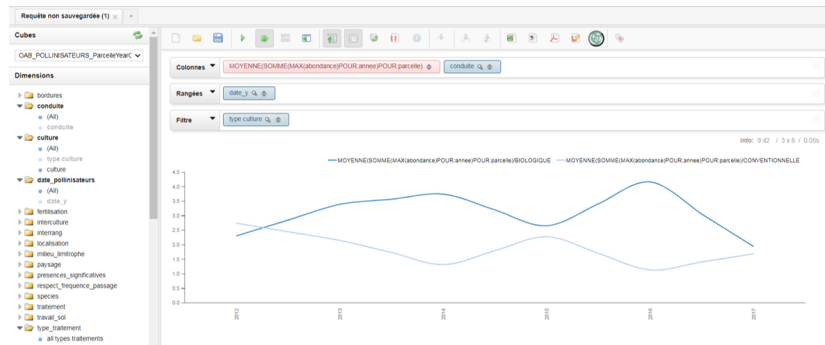 Requête non sauvegardée (1) × +
Cubes
OAB_POLLINISATEURS_ParcelleYearC
Dimensions
bordures
conduite
(All)
conduite
culture
(All)
type culture
culture
date_pollinisateurs
(All)
date_y
fertilisation
interculture
interrang
localisation
milieu_limitrophe
paysage
presences_significatives
respect_frequence_passage
species
traitement
travail_sol
type_traitement
all types traitements
Colonnes MOYENNE(SOMME(MAX(abondance)POUR:annee)POUR:parcelle) conduite
Rangées date_y
Filtre type culture
Info: 9:42 / 3 x 8 / 0.00s
MOYENNE(SOMME(MAX(abondance)POUR:annee)POUR:parcelle)/BIOLOGIQUE MOYENNE(SOMME(MAX(abondance)POUR:annee)POUR:parcelle)/CONVENTIONNELLE
4.5
4.0
3.5
3.0
2.5
2.0
1.5
1.0
0.5
0.0
2012 2013 2014 2015 2016 2017